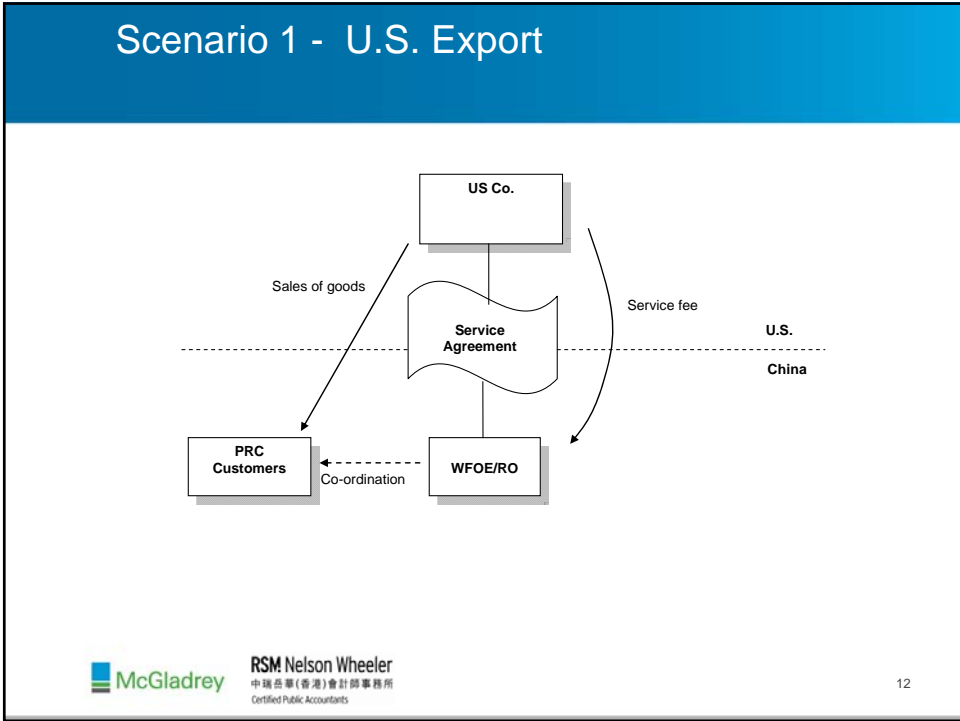 Scenario 1 - U.S. Export
US Co.
Sales of goods
Service
Agreement
Service fee
U.S.
China
PRC
Customers
Co-ordination
WFOE/RO
McGladrey
RSM Nelson Wheeler
中瑞岳華(香港)會計師事務所
Certified Public Accountants
12